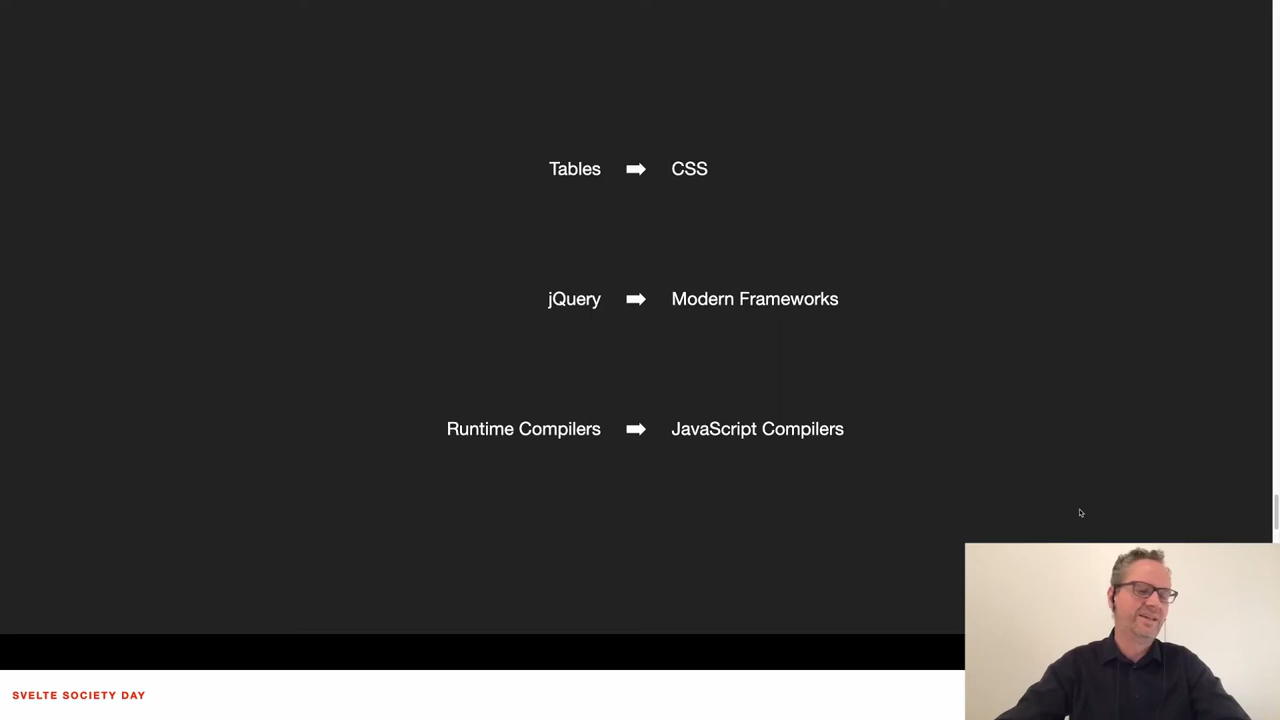 Tables ➡ CSS
jQuery ➡ Modern Frameworks
Runtime Compilers ➡ JavaScript Compilers
SVELTE SOCIETY DAY